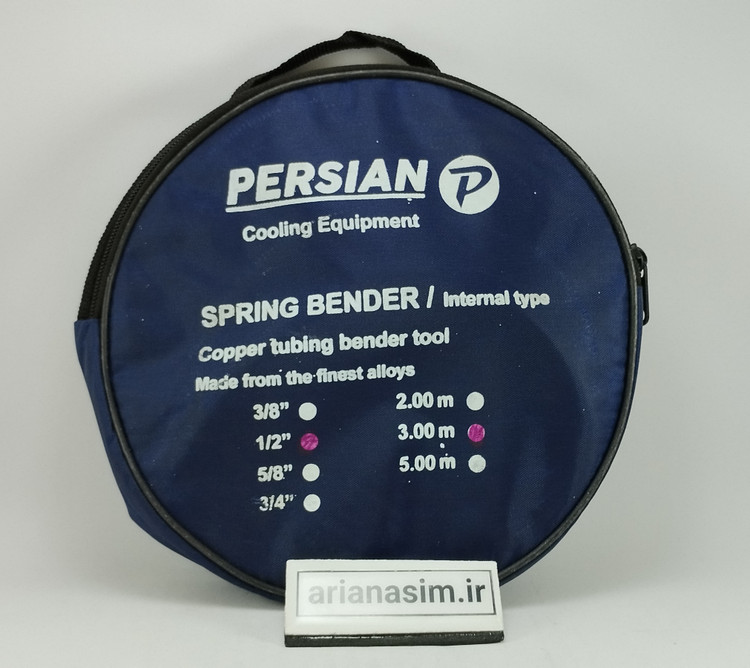 PERSIAN P
Cooling Equipment
SPRING BENDER / Internal type
Copper tubing bender tool
Made from the finest alloys
3/8" 2.00 m
1/2" 3.00 m
5/8" 5.00 m
3/4"
arianasim.ir